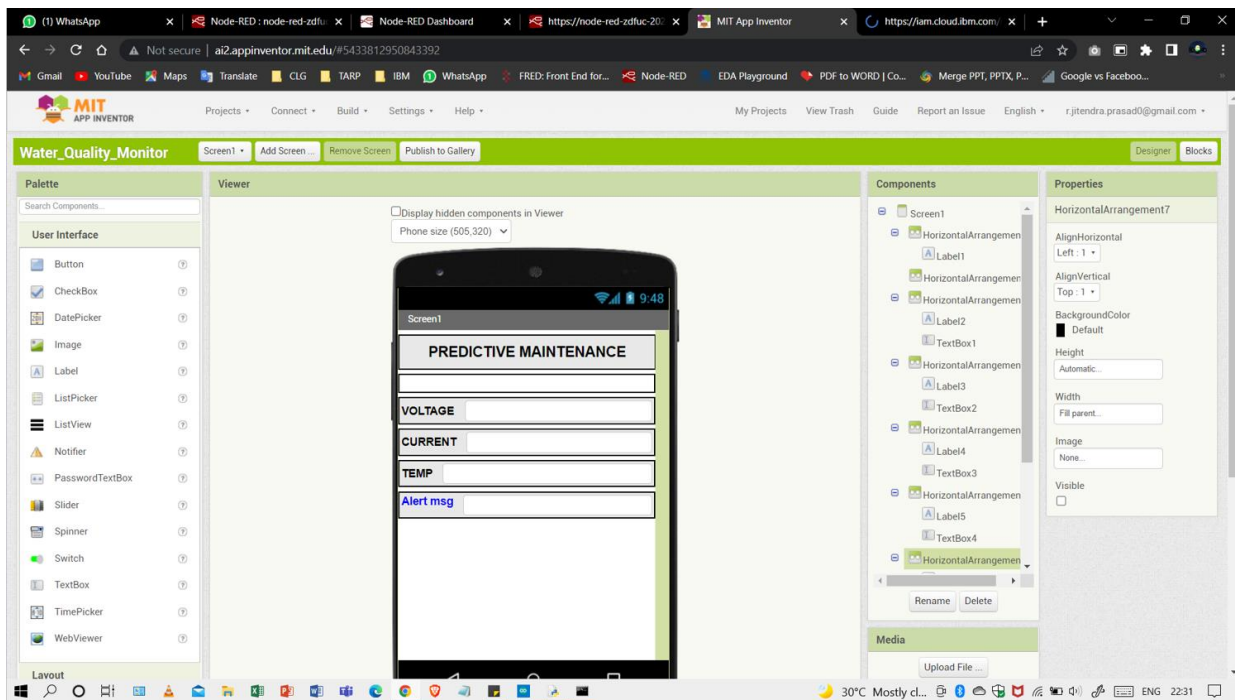 (1) WhatsApp
Node-RED : node-red-zdfu
Node-RED Dashboard
https://node-red-zdfuc-202
MIT App Inventor
https://iam.cloud.ibm.com/
Not secure | ai2.appinventor.mit.edu/#5433812950843392
Gmail YouTube Maps Translate CLG TARP IBM WhatsApp FRED: Front End for... Node-RED EDA Playground PDF to WORD | Co... Merge PPT, PPTX, P... Google vs Faceboo...
MIT
APP INVENTOR
Projects Connect Build Settings Help My Projects View Trash Guide Report an Issue English r.jitendra.prasad0@gmail.com
Water_Quality_Monitor Screen1 Add Screen ... Remove Screen Publish to Gallery Designer Blocks
Palette
Search Components...
User Interface
Button
CheckBox
DatePicker
Image
Label
ListPicker
ListView
Notifier
PasswordTextBox
Slider
Spinner
Switch
TextBox
TimePicker
WebViewer
Layout
Viewer
Display hidden components in Viewer
Phone size (505,320)
9:48
Screen1
PREDICTIVE MAINTENANCE
VOLTAGE
CURRENT
TEMP
Alert msg
Components
Screen1
HorizontalArrangemen
Label1
HorizontalArrangemen
HorizontalArrangemen
Label2
TextBox1
HorizontalArrangemen
Label3
TextBox2
HorizontalArrangemen
Label4
TextBox3
HorizontalArrangemen
Label5
TextBox4
HorizontalArrangemen
Rename Delete
Media
Upload File ...
Properties
HorizontalArrangement7
AlignHorizontal
Left : 1
AlignVertical
Top : 1
BackgroundColor
Default
Height
Automatic...
Width
Fill parent...
Image
None...
Visible
30°C Mostly cl... ENG 22:31